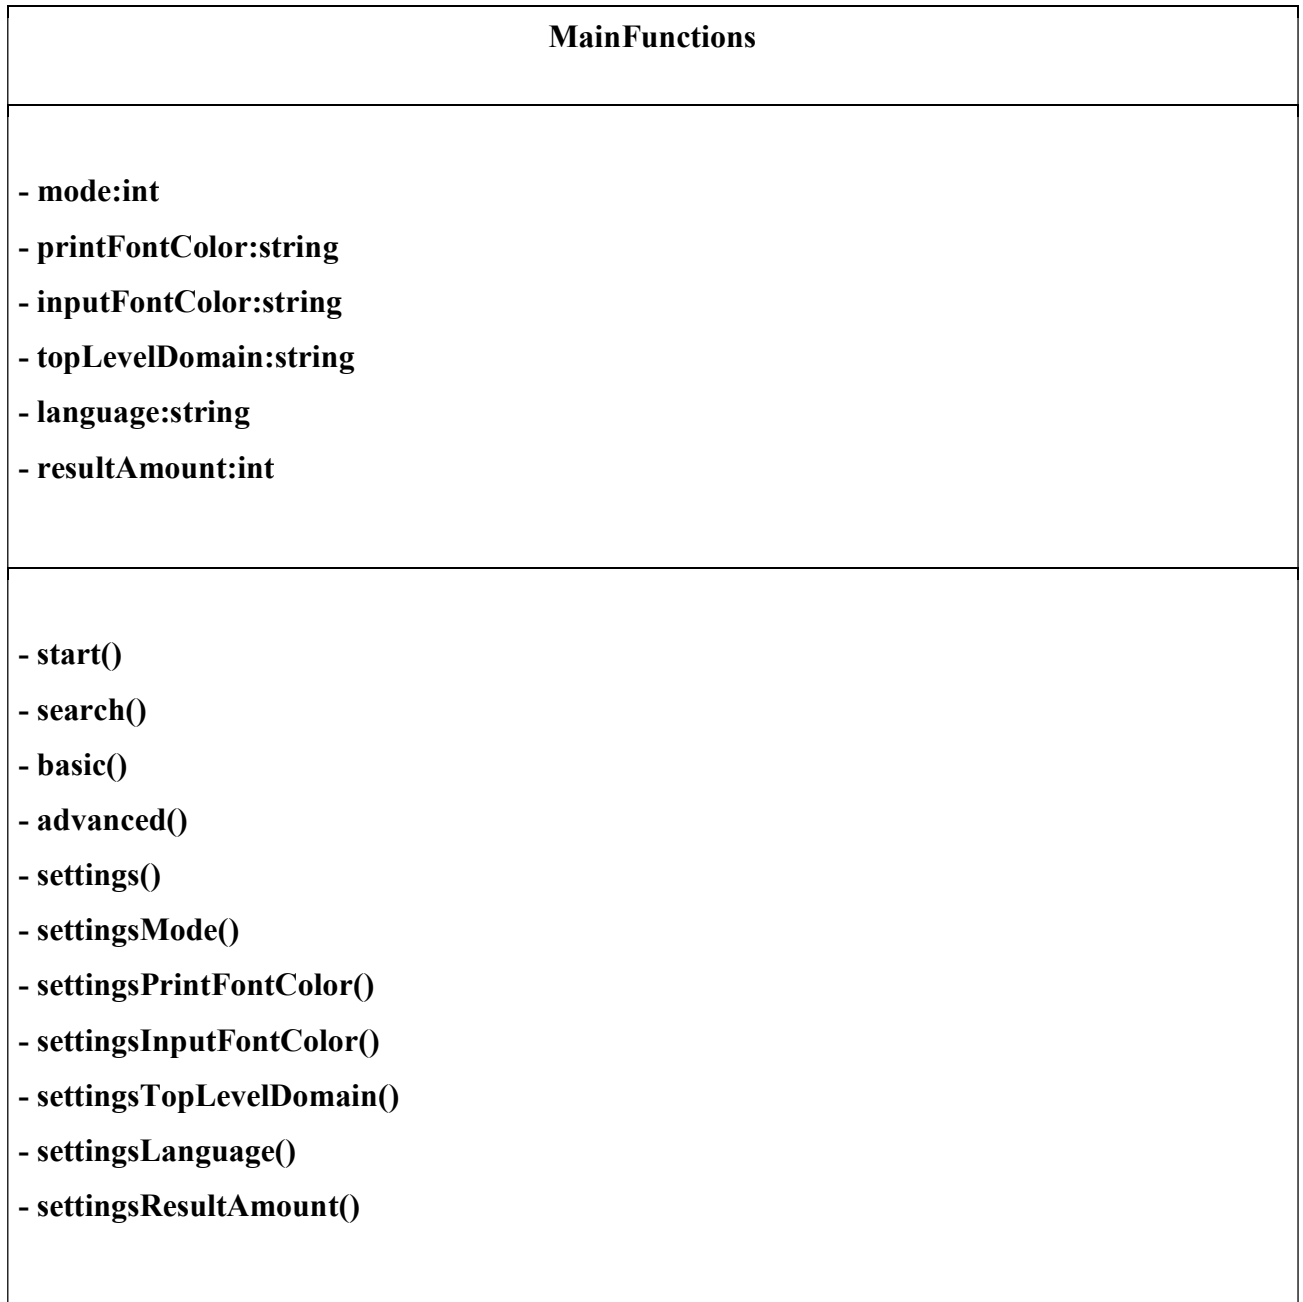 MainFunctions
- mode:int
- printFontColor:string
- inputFontColor:string
- topLevelDomain:string
- language:string
- resultAmount:int
- start()
- search()
- basic()
- advanced()
- settings()
- settingsMode()
- settingsPrintFontColor()
- settingsInputFontColor()
- settingsTopLevelDomain()
- settingsLanguage()
- settingsResultAmount()